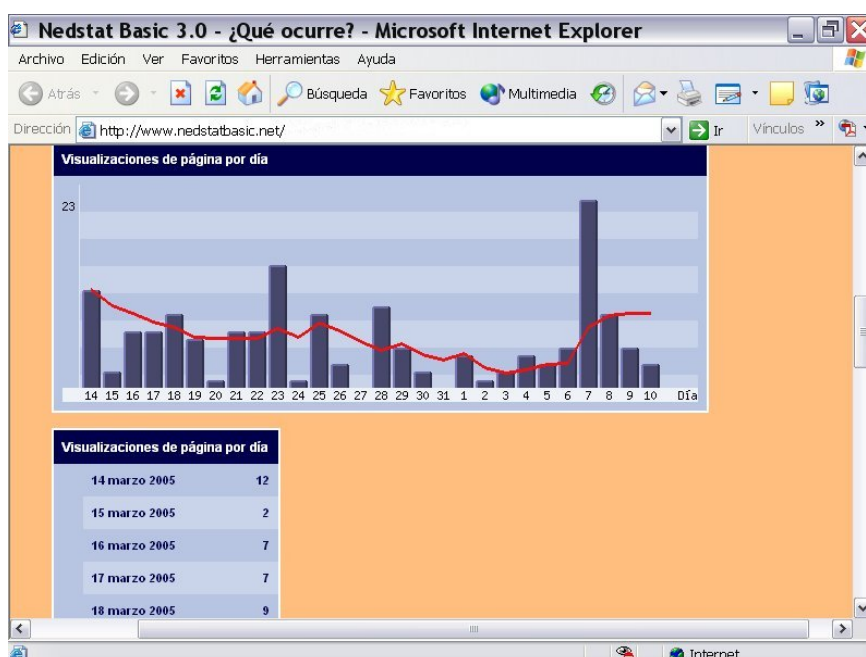 Nedstat Basic 3.0 - ¿Qué ocurre? - Microsoft Internet Explorer
Archivo Edición Ver Favoritos Herramientas Ayuda
Atrás Búsqueda Favoritos Multimedia
Dirección http://www.nedstatbasic.net/ Ir Vínculos »
Visualizaciones de página por día
23
14 15 16 17 18 19 20 21 22 23 24 25 26 27 28 29 30 31 1 2 3 4 5 6 7 8 9 10 Día
Visualizaciones de página por día
14 marzo 2005 12
15 marzo 2005 2
16 marzo 2005 7
17 marzo 2005 7
18 marzo 2005 9
Internet